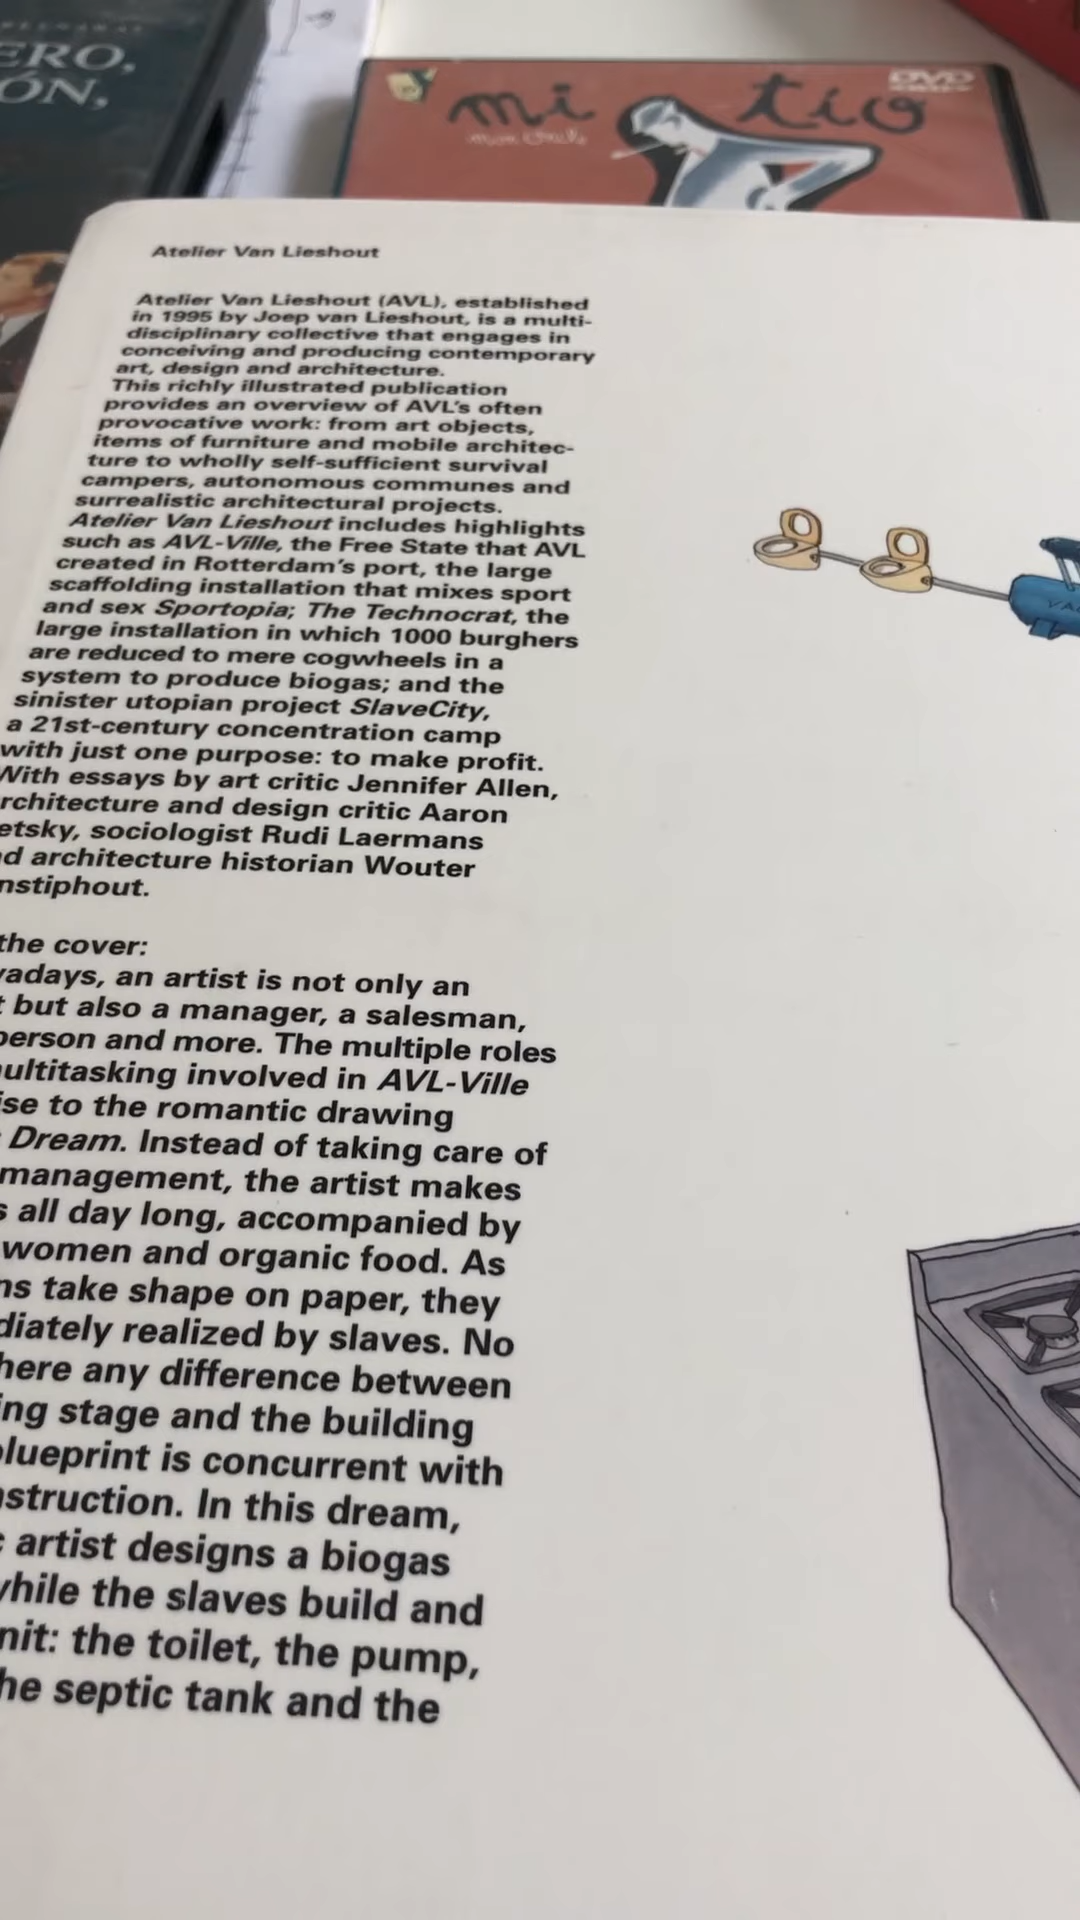 ERO,
ÓN,
mi tío
mon oncle
DVD
Atelier Van Lieshout
Atelier Van Lieshout (AVL), established
in 1995 by Joep van Lieshout, is a multi-
disciplinary collective that engages in
conceiving and producing contemporary
art, design and architecture.
This richly illustrated publication
provides an overview of AVL's often
provocative work: from art objects,
items of furniture and mobile architec-
ture to wholly self-sufficient survival
campers, autonomous communes and
surrealistic architectural projects.
Atelier Van Lieshout includes highlights
such as AVL-Ville, the Free State that AVL
created in Rotterdam's port, the large
scaffolding installation that mixes sport
and sex Sportopia; The Technocrat, the
large installation in which 1000 burghers
are reduced to mere cogwheels in a
system to produce biogas; and the
sinister utopian project SlaveCity,
a 21st-century concentration camp
with just one purpose: to make profit.
With essays by art critic Jennifer Allen,
rchitecture and design critic Aaron
etsky, sociologist Rudi Laermans
d architecture historian Wouter
nstiphout.
the cover:
adays, an artist is not only an
but also a manager, a salesman,
person and more. The multiple roles
ultitasking involved in AVL-Ville
ise to the romantic drawing
Dream. Instead of taking care of
management, the artist makes
s all day long, accompanied by
women and organic food. As
ns take shape on paper, they
diately realized by slaves. No
here any difference between
ing stage and the building
lueprint is concurrent with
struction. In this dream,
artist designs a biogas
while the slaves build and
nit: the toilet, the pump,
he septic tank and the